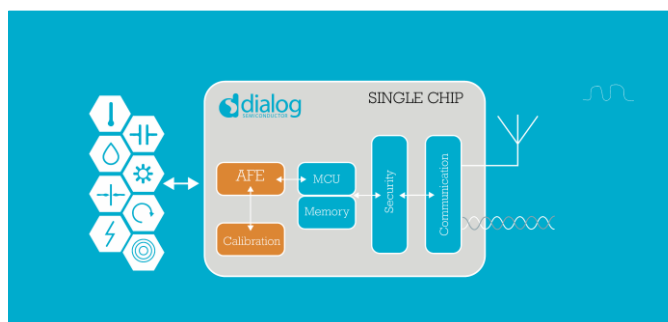 dialog
SEMICONDUCTOR
SINGLE CHIP
AFE
MCU
Memory
Calibration
Security
Communication